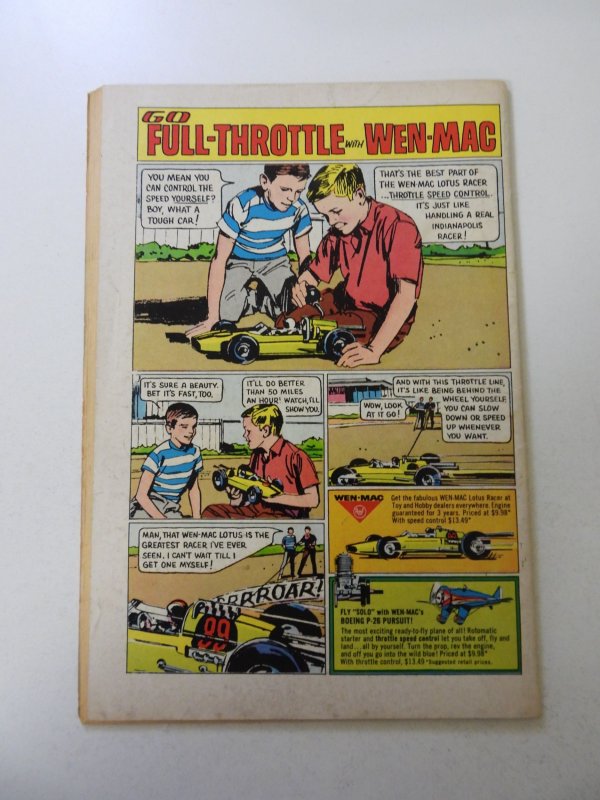 GO
FULL-THROTTLE WITH WEN-MAC
YOU MEAN YOU
CAN CONTROL THE
SPEED YOURSELF?
BOY, WHAT A
TOUGH CAR!
THAT'S THE BEST PART OF
THE WEN-MAC LOTUS RACER
...THROTTLE SPEED CONTROL.
IT'S JUST LIKE
HANDLING A REAL
INDIANAPOLIS
RACER!
IT'S SURE A BEAUTY.
BET IT'S FAST, TOO.
IT'LL DO BETTER
THAN 50 MILES
AN HOUR! WATCH, I'LL
SHOW YOU.
WOW, LOOK
AT IT GO!
AND WITH THIS THROTTLE LINE,
IT'S LIKE BEING BEHIND THE
WHEEL YOURSELF.
YOU CAN SLOW
DOWN OR SPEED
UP WHENEVER
YOU WANT.
MAN, THAT WEN-MAC LOTUS IS THE
GREATEST RACER I'VE EVER
SEEN. I CAN'T WAIT TILL I
GET ONE MYSELF!
RRRROAR!
99
WEN-MAC
Get the fabulous WEN-MAC Lotus Racer at
Toy and Hobby dealers everywhere. Engine
guaranteed for 3 years. Priced at $9.98*
With speed control $13.49*
FLY "SOLO" with WEN-MAC's
BOEING P-26 PURSUIT!
The most exciting ready-to-fly plane of all! Rotomatic
starter and throttle speed control let you take off, fly and
land...all by yourself. Turn the prop, rev the engine,
and off you go into the wild blue! Priced at $9.98*
With throttle control, $13.49 *Suggested retail prices.